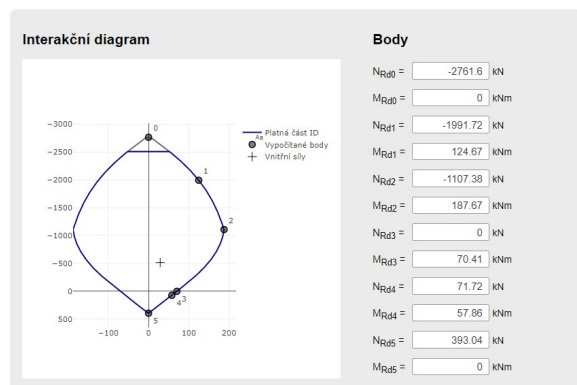 Interakční diagram
−3000
−2500
−2000
−1500
−1000
−500
0
500
−100
0
100
200
0
1
2
3
4
5
Aa
Platná část ID
Vypočítané body
Vnitřní síly
Body
NRd0 = -2761.6 kN
MRd0 = 0 kNm
NRd1 = -1991.72 kN
MRd1 = 124.67 kNm
NRd2 = -1107.38 kN
MRd2 = 187.67 kNm
NRd3 = 0 kN
MRd3 = 70.41 kNm
NRd4 = 71.72 kN
MRd4 = 57.86 kNm
NRd5 = 393.04 kN
MRd5 = 0 kNm